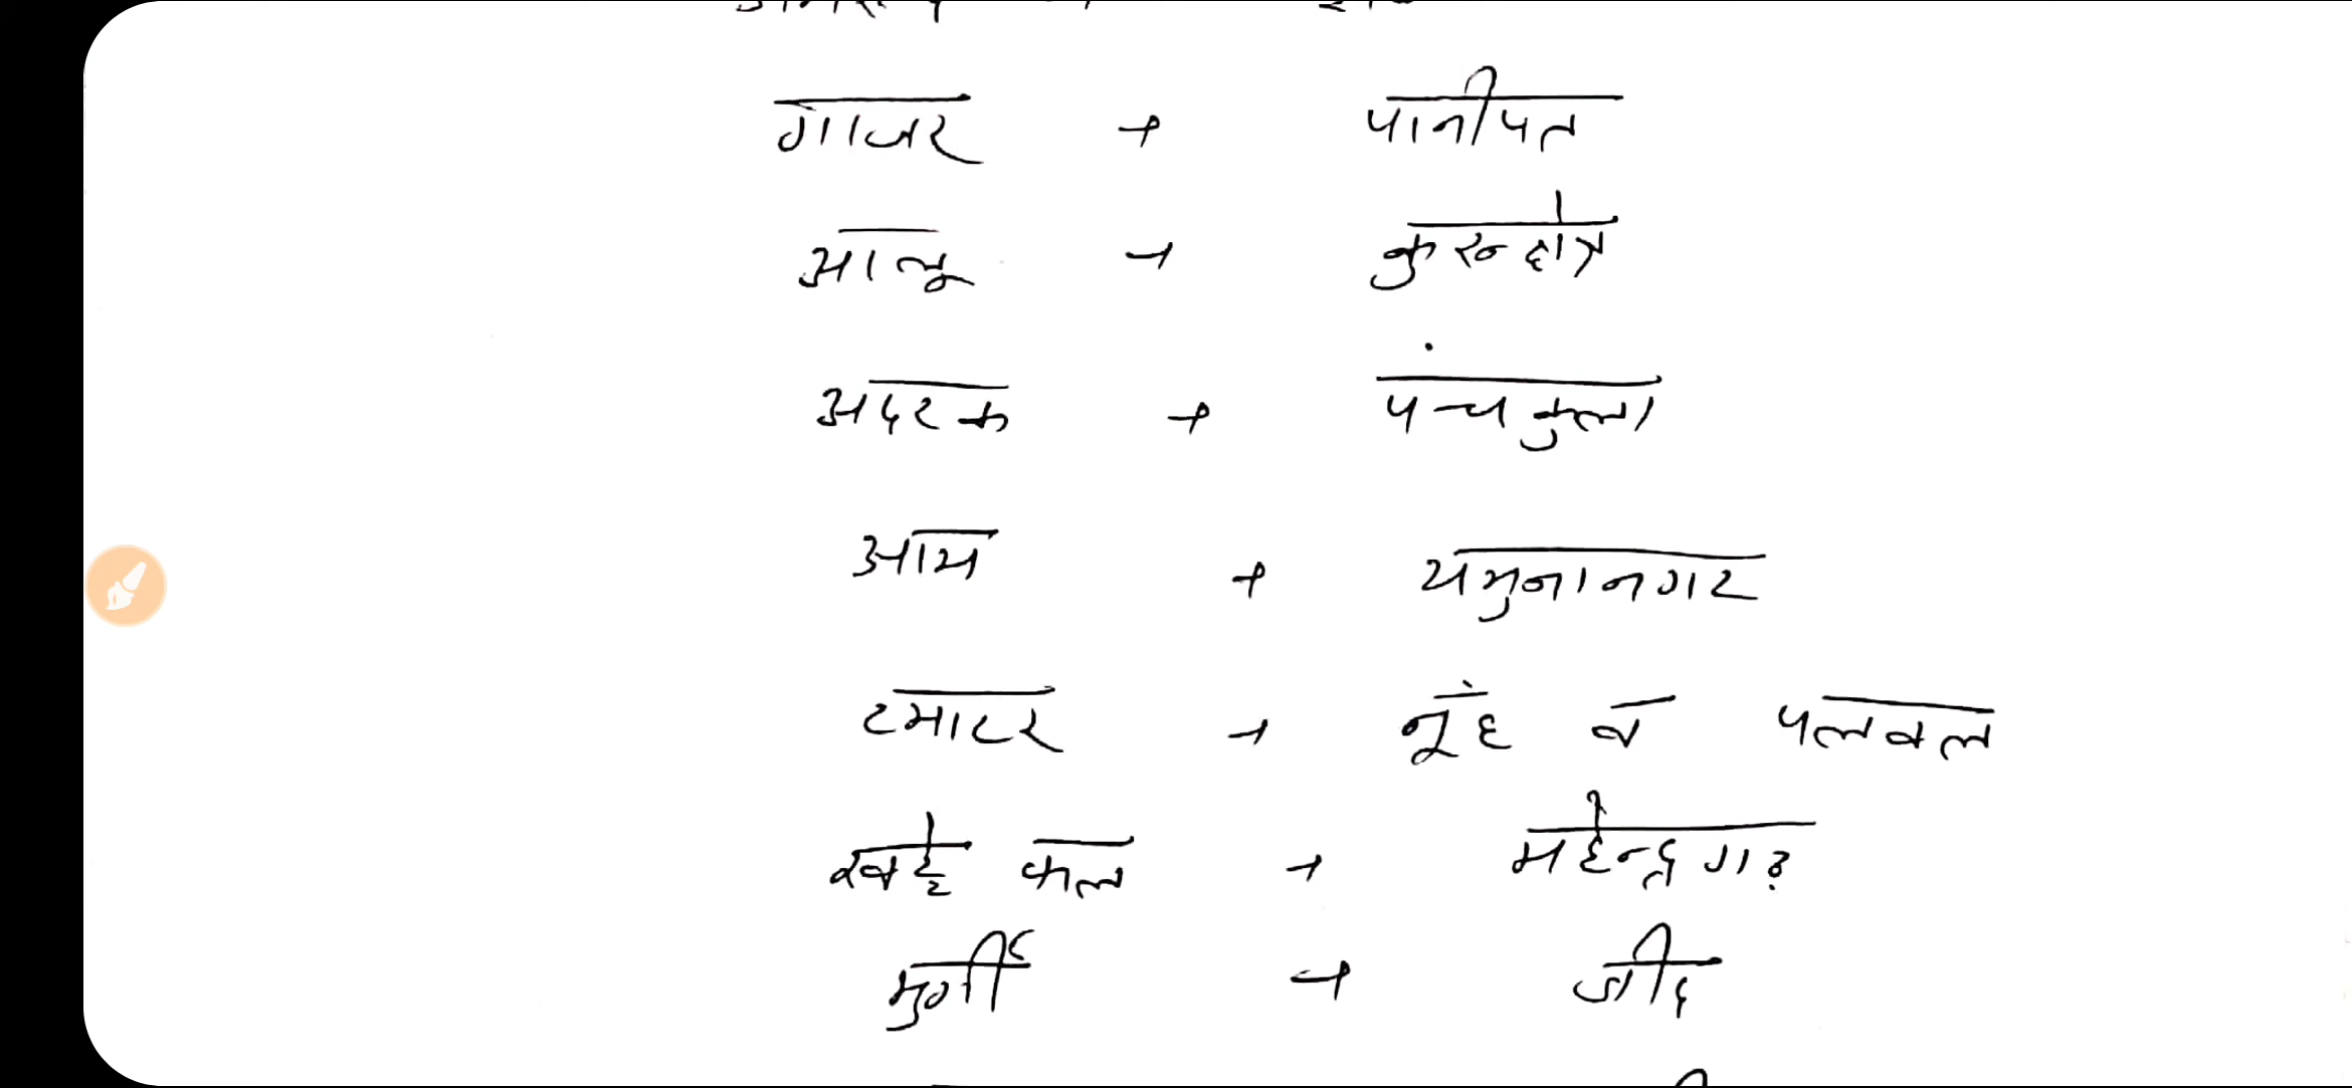 गाजर → पानीपत
आलू → कुरुक्षेत्र
अदरक → पंचकुला
आम → यमुनानगर
टमाटर → नूंह व पलवल
खट्टे फल → महेन्द्रगढ़
मुर्गी → जींद